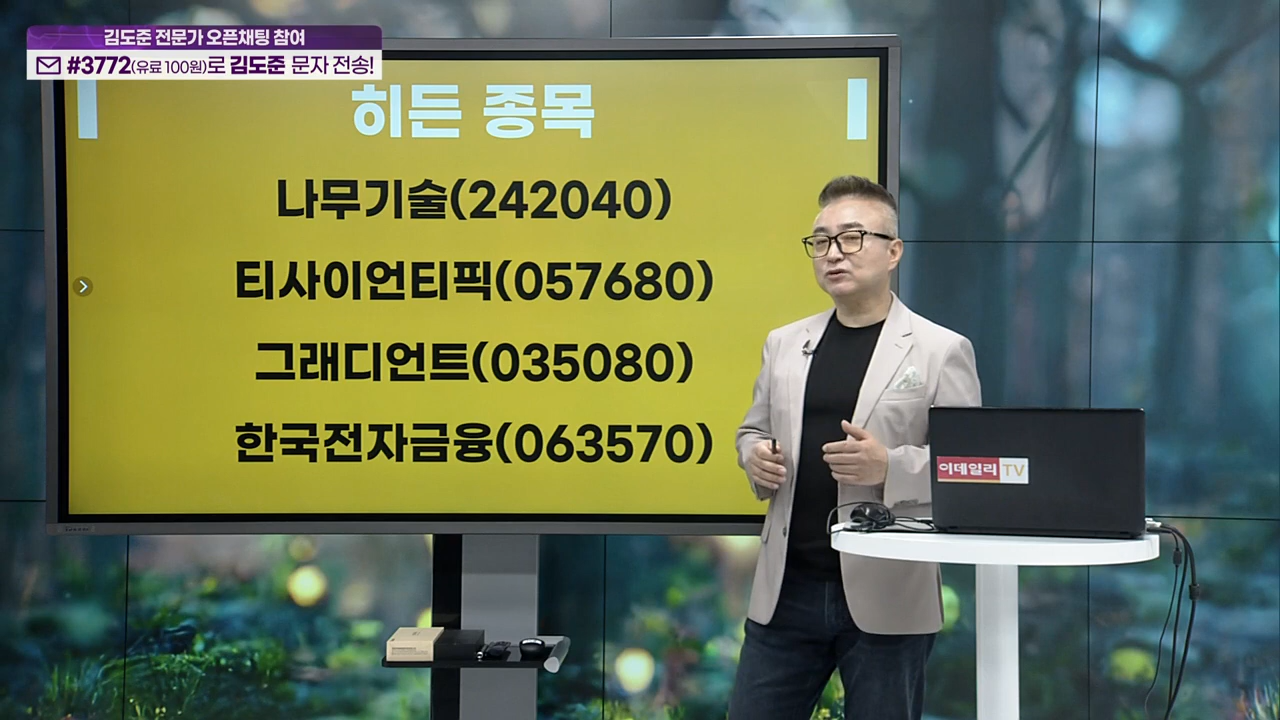 김도준 전문가 오픈채팅 참여
#3772(유료 100원)로 김도준 문자 전송!
히든 종목
나무기술(242040)
티사이언티픽(057680)
그래디언트(035080)
한국전자금융(063570)
이데일리 TV